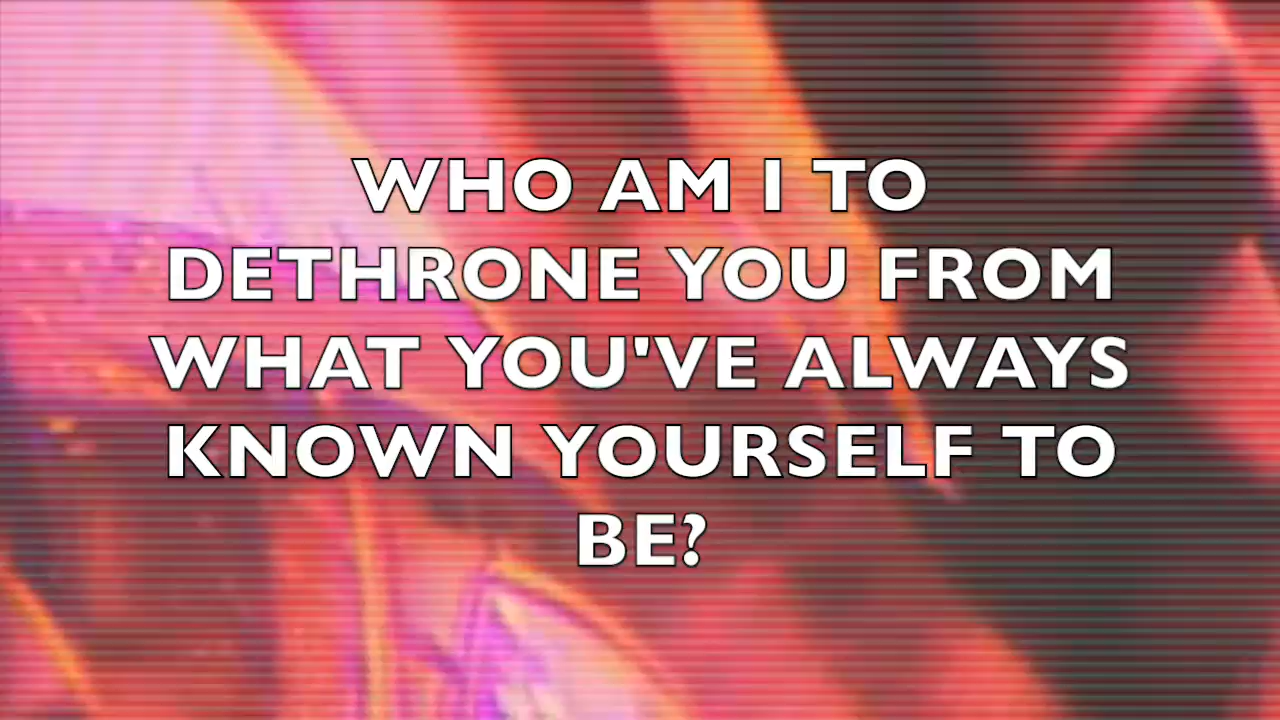 WHO AM I TO
DETHRONE YOU FROM
WHAT YOU'VE ALWAYS
KNOWN YOURSELF TO
BE?